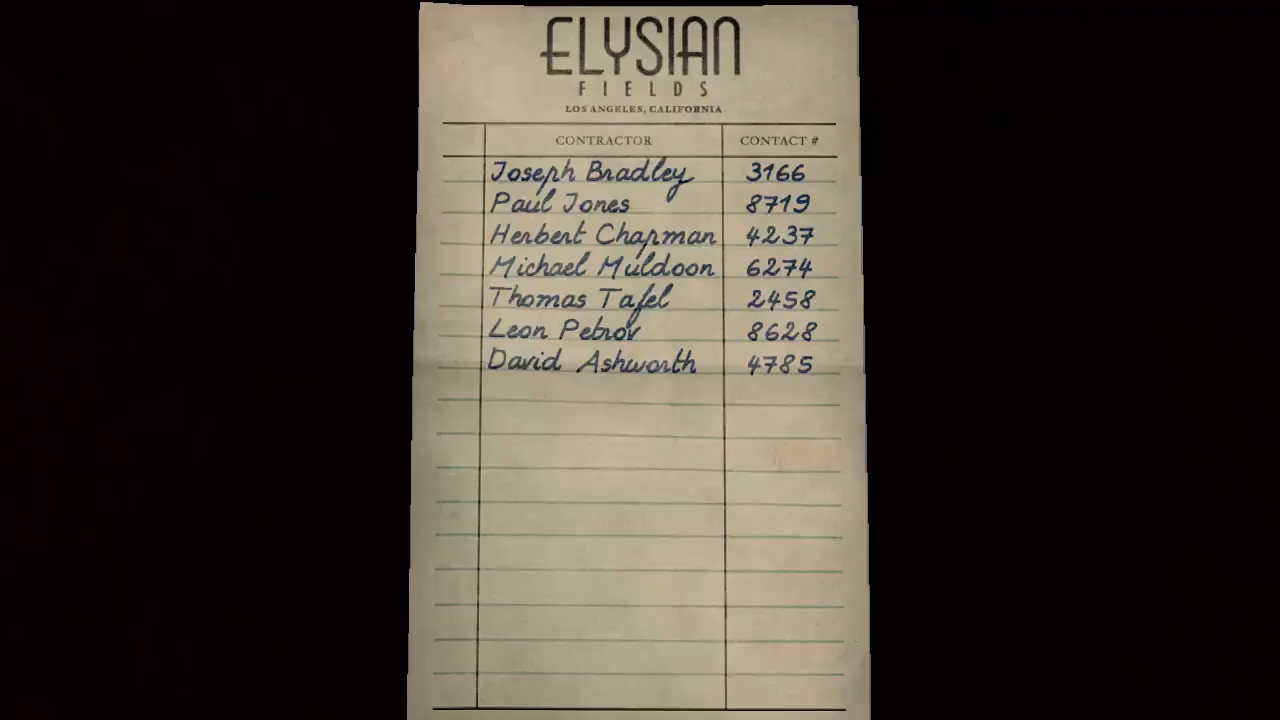 ELYSIAN
FIELDS
LOS ANGELES, CALIFORNIA
CONTRACTOR CONTACT #
Joseph Bradley 3166
Paul Jones 8719
Herbert Chapman 4237
Michael Muldoon 6274
Thomas Tafel 2458
Leon Petrov 8628
David Ashworth 4785